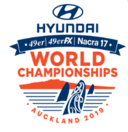 HYUNDAI
49er 49erFX Nacra 17
WORLD
CHAMPIONSHIPS
AUCKLAND 2019